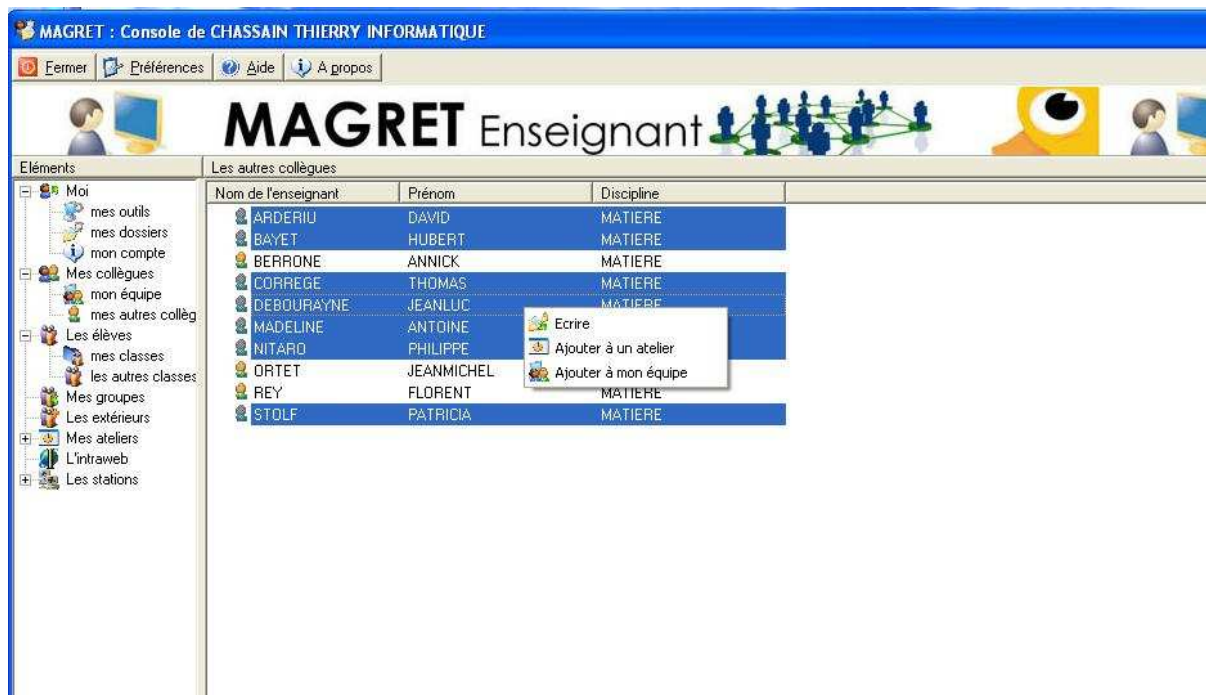 MAGRET : Console de CHASSAIN THIERRY INFORMATIQUE
Fermer Préférences Aide A propos
MAGRET Enseignant
Eléments
Moi
mes outils
mes dossiers
mon compte
Mes collègues
mon équipe
mes autres collèg
Les élèves
mes classes
les autres classes
Mes groupes
Les extérieurs
Mes ateliers
L'intraweb
Les stations
Les autres collègues
Nom de l'enseignant Prénom Discipline
ARDERIU DAVID MATIERE
BAYET HUBERT MATIERE
BERRONE ANNICK MATIERE
CORREGE THOMAS MATIERE
DEBOURAYNE JEANLUC MATIERE
MADELINE ANTOINE
NITARO PHILIPPE
ORTET JEANMICHEL
REY FLORENT MATIERE
STOLF PATRICIA MATIERE
Ecrire
Ajouter à un atelier
Ajouter à mon équipe